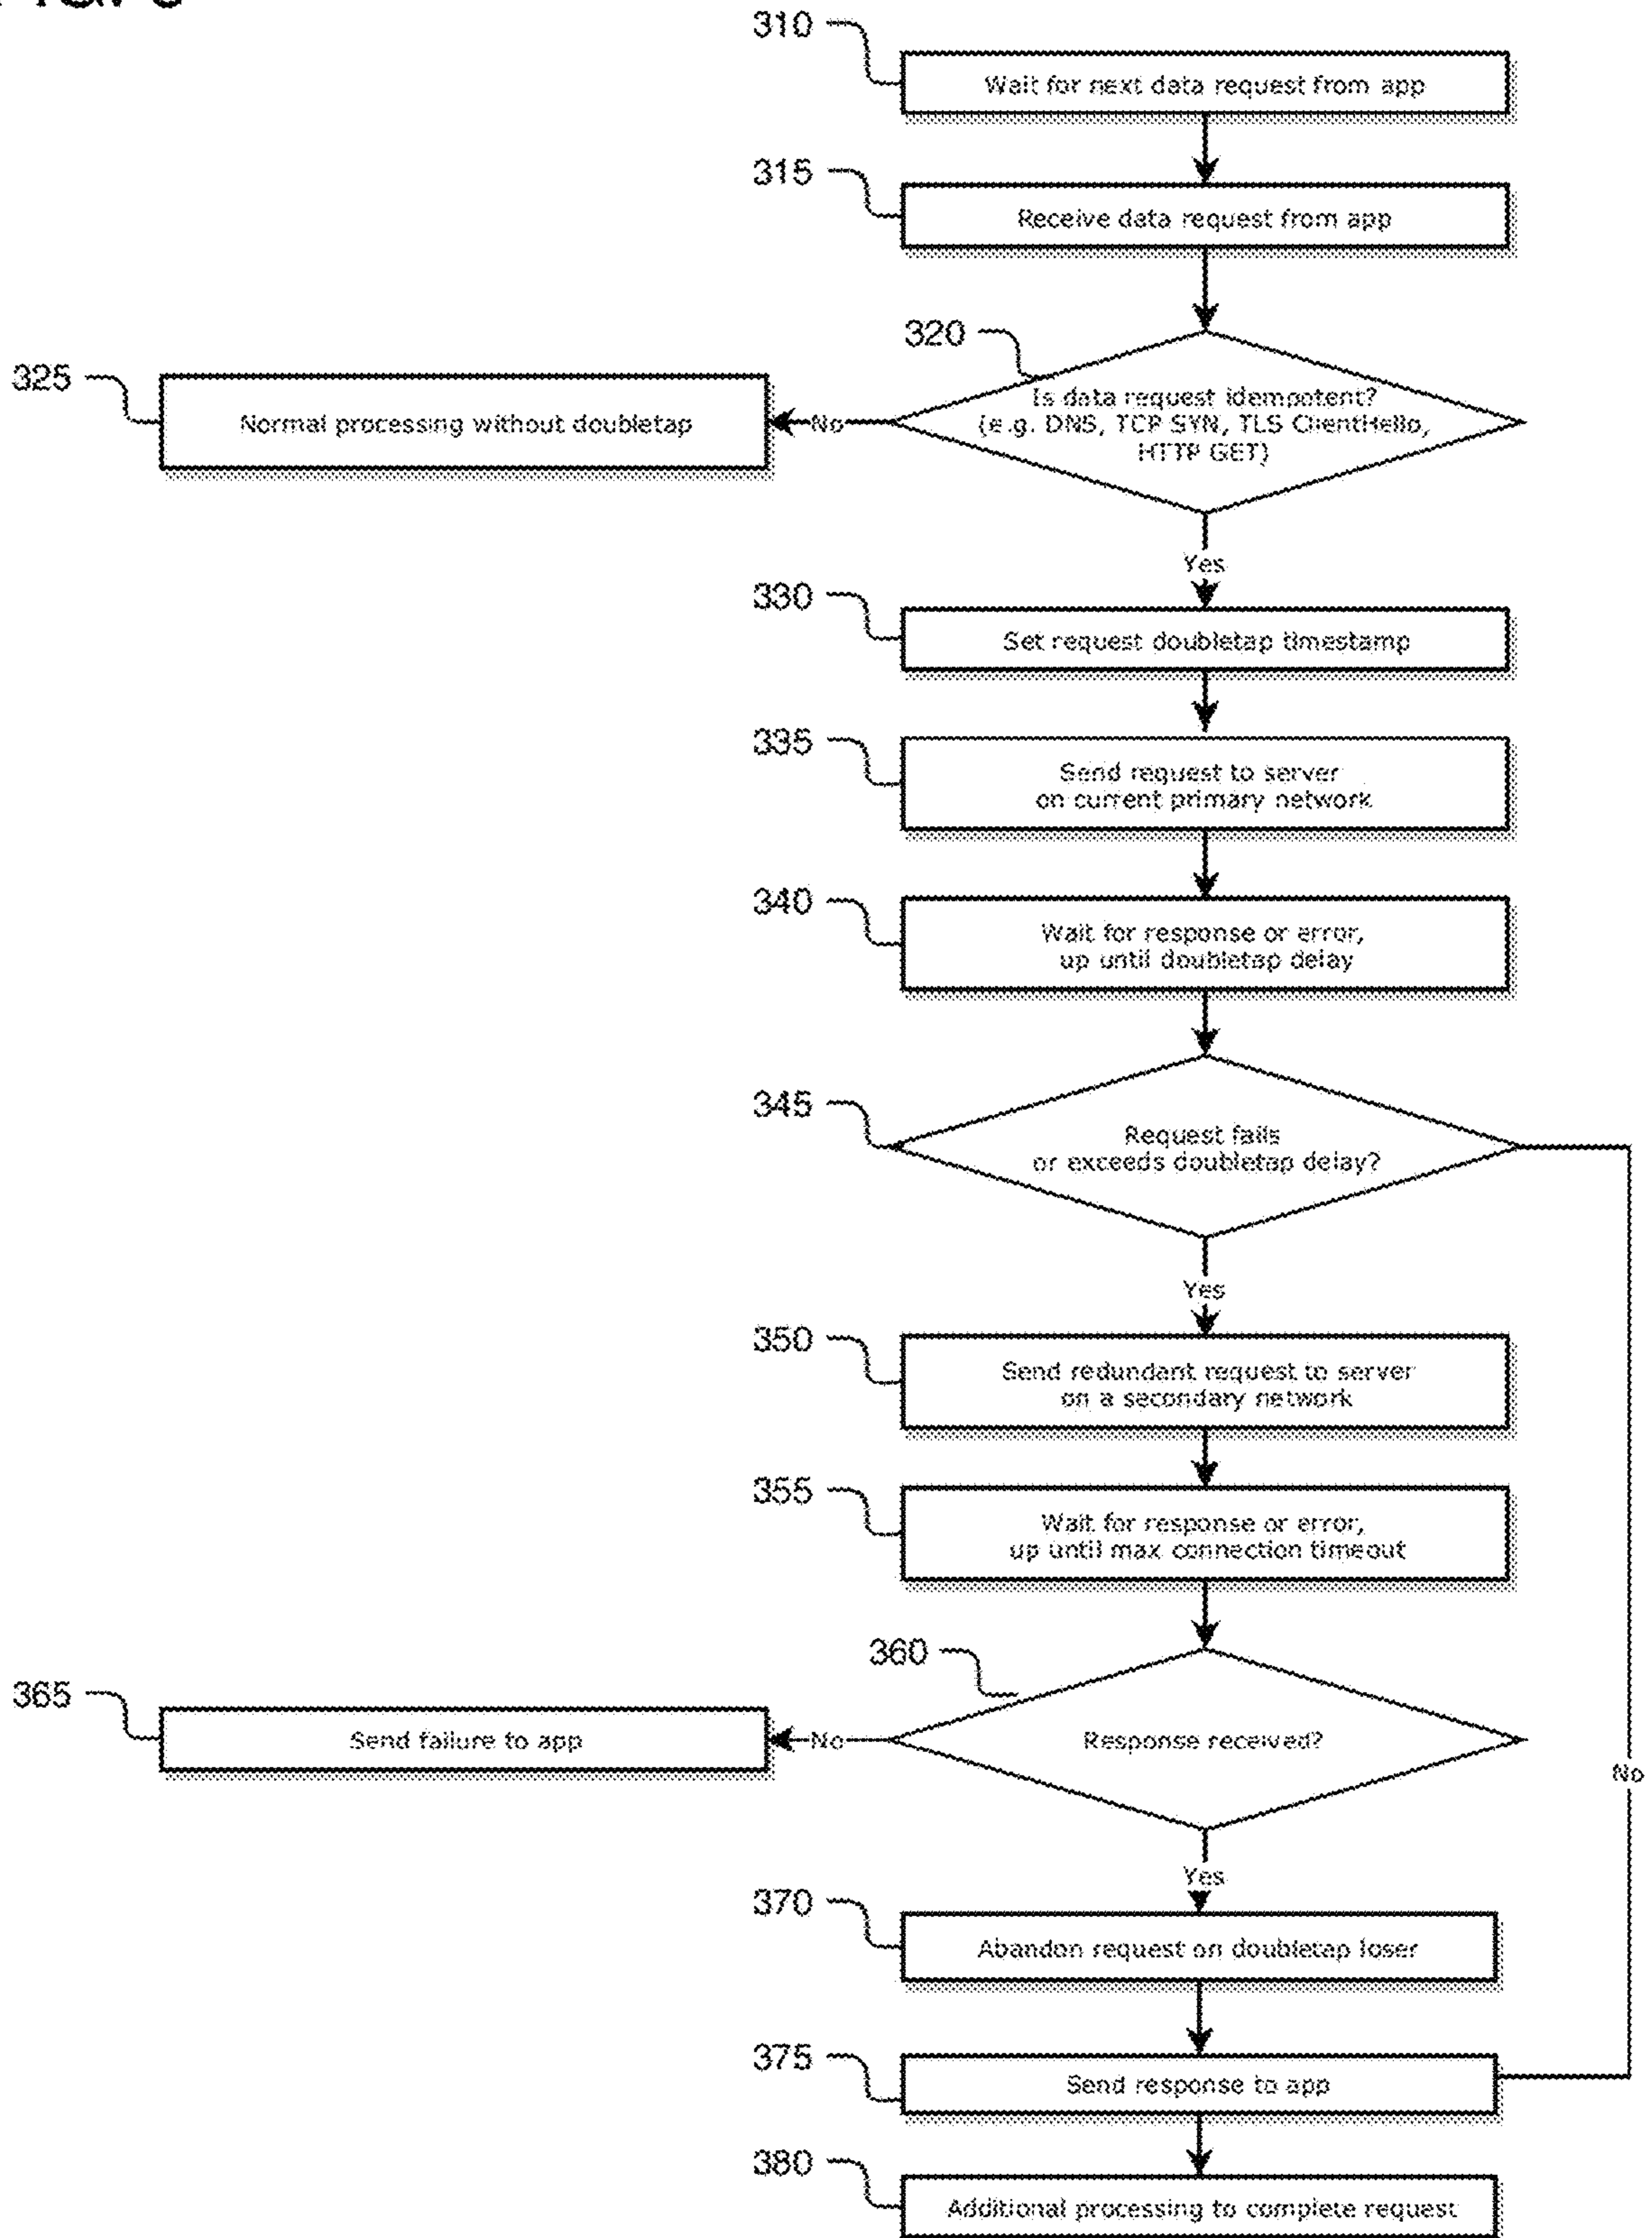 310
Wait for next data request from app
315
Receive data request from app
320
Is data request idempotent?
(e.g. DNS, TCP SYN, TLS ClientHello,
HTTP GET)
325
Normal processing without doubletap
No
Yes
330
Set request doubletap timestamp
335
Send request to server
on current primary network
340
Wait for response or error,
up until doubletap delay
345
Request fails
or exceeds doubletap delay?
Yes
350
Send redundant request to server
on a secondary network
355
Wait for response or error,
up until max connection timeout
360
Response received?
365
Send failure to app
No
No
Yes
370
Abandon request on doubletap loser
375
Send response to app
380
Additional processing to complete request